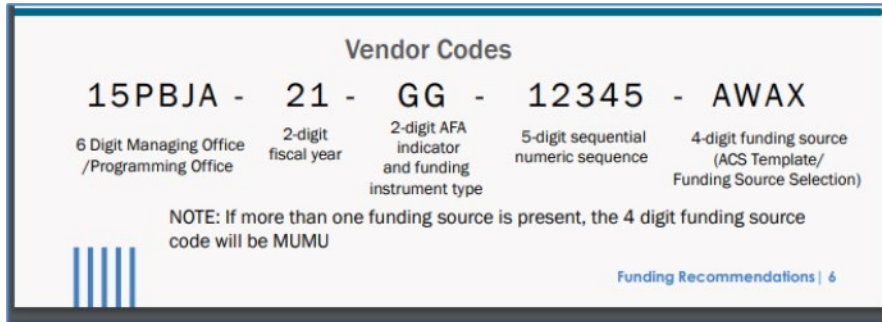 Vendor Codes
15PBJA - 21 - GG - 12345 - AWAX
6 Digit Managing Office
/Programming Office
2-digit
fiscal year
2-digit AFA
indicator
and funding
instrument type
5-digit sequential
numeric sequence
4-digit funding source
(ACS Template/
Funding Source Selection)
NOTE: If more than one funding source is present, the 4 digit funding source
code will be MUMU
Funding Recommendations| 6